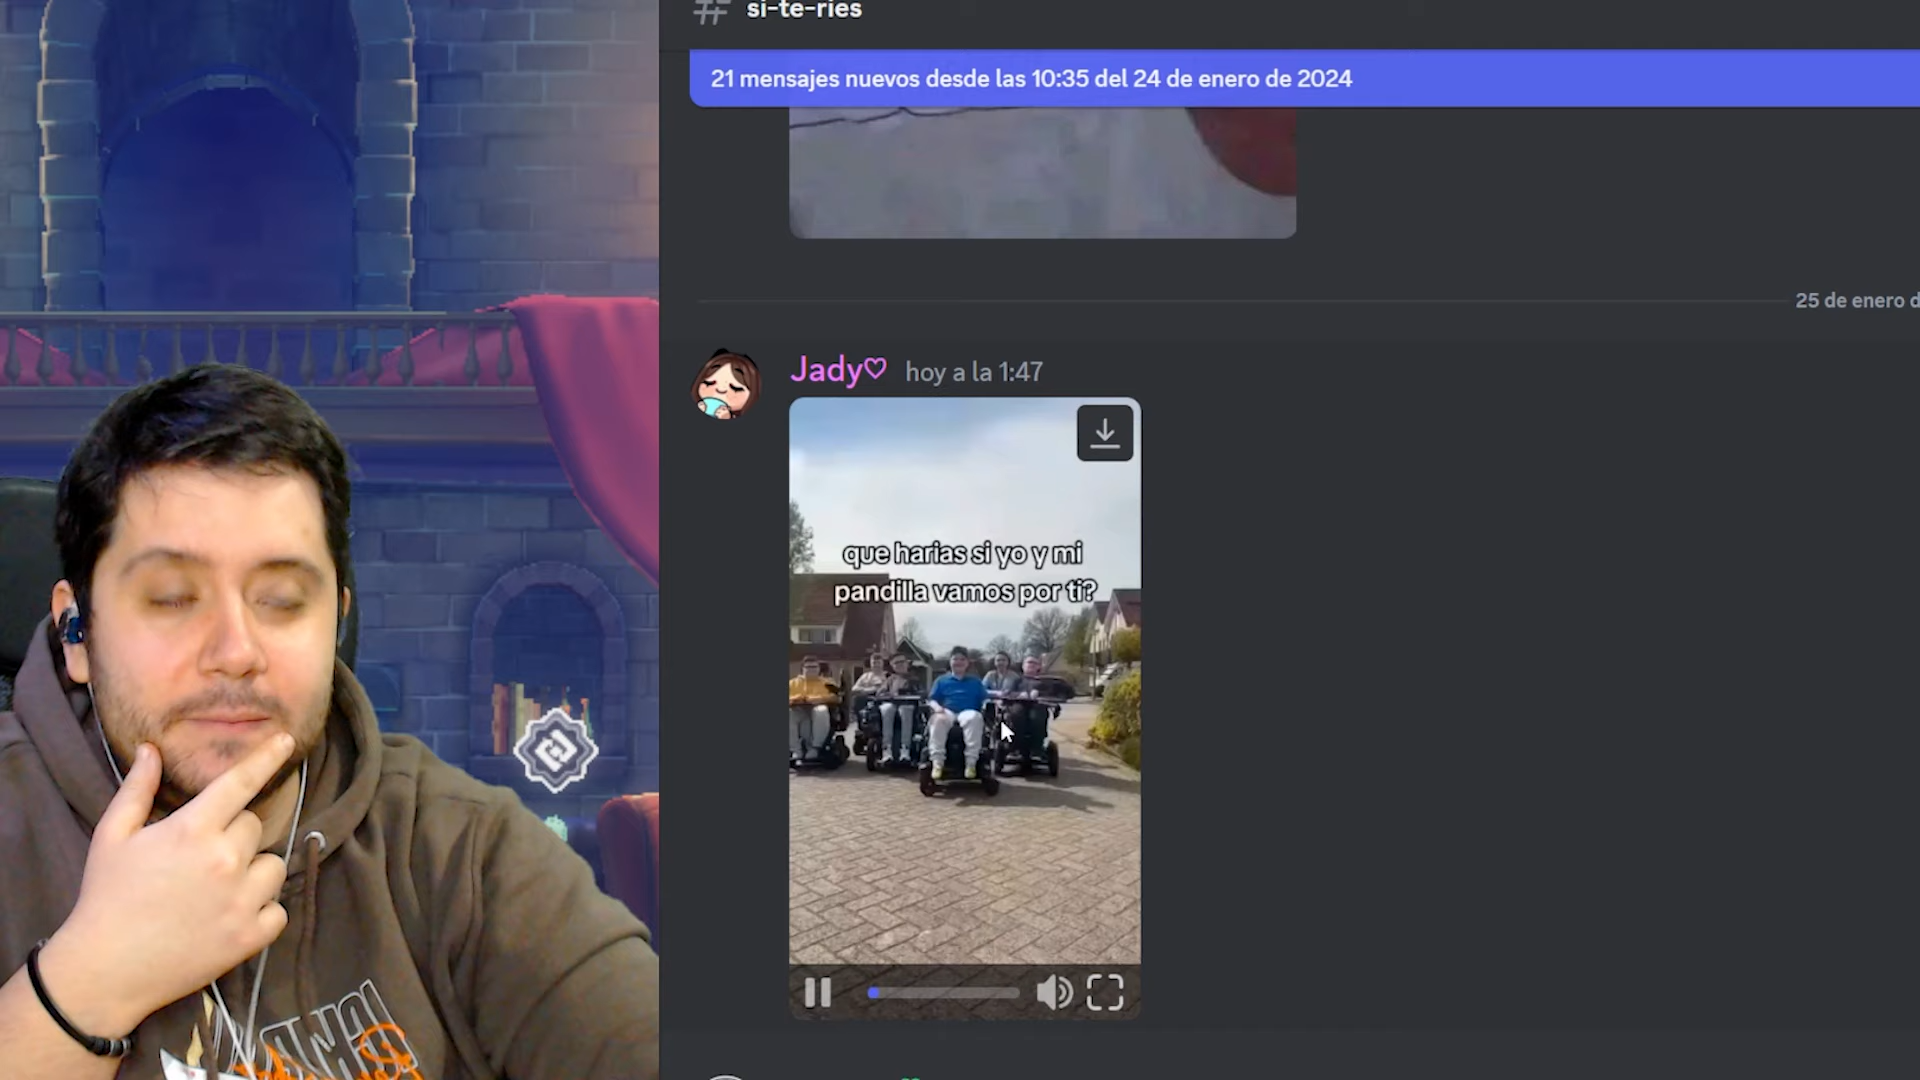 si-te-ries
21 mensajes nuevos desde las 10:35 del 24 de enero de 2024
25 de enero d
Jady♡ hoy a la 1:47
que harias si yo y mi
pandilla vamos por ti?